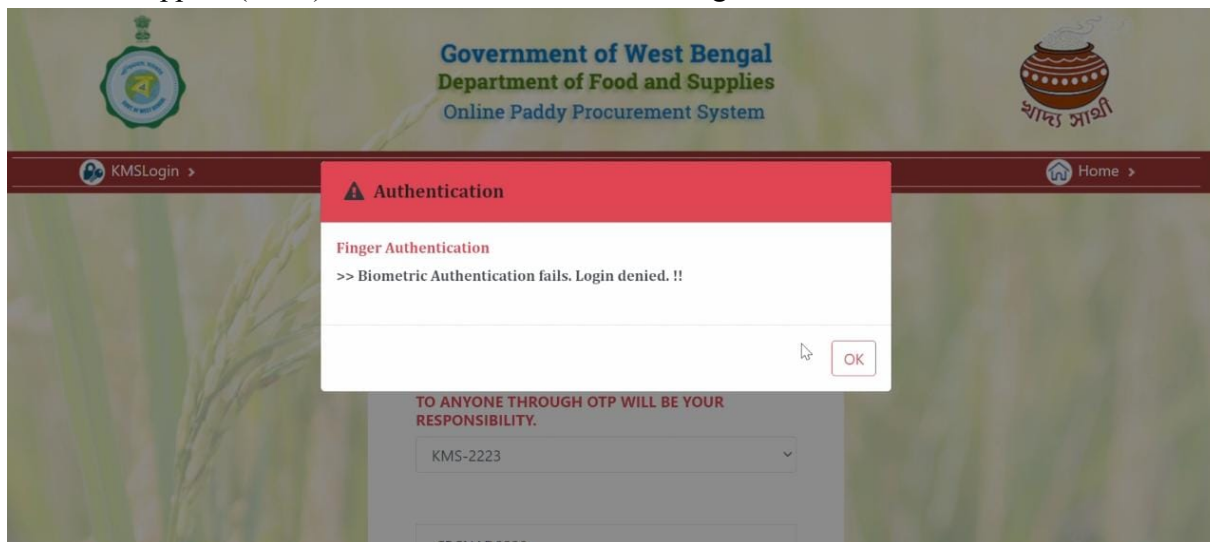 Government of West Bengal
Department of Food and Supplies
Online Paddy Procurement System
খাদ্য সাথী
KMSLogin >
Home >
Authentication
Finger Authentication
>> Biometric Authentication fails. Login denied. !!
OK
TO ANYONE THROUGH OTP WILL BE YOUR
RESPONSIBILITY.
KMS-2223